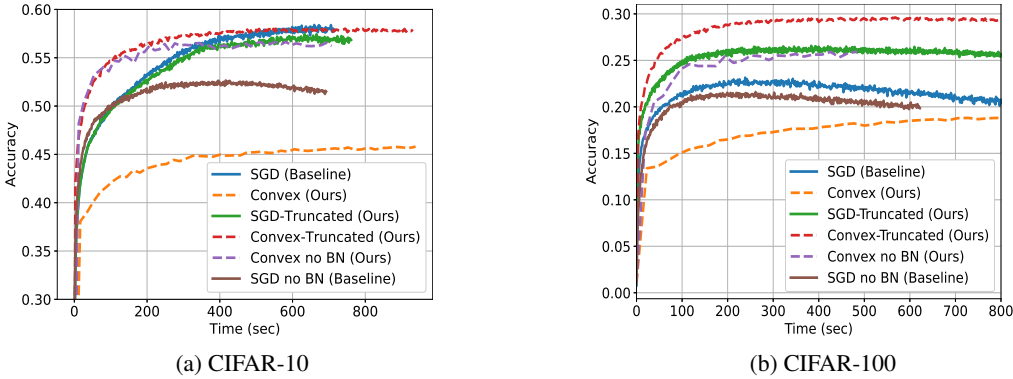 0.60
0.55
0.50
0.45
0.40
0.35
0.30
Accuracy
0
200
400
600
800
Time (sec)
SGD (Baseline)
Convex (Ours)
SGD-Truncated (Ours)
Convex-Truncated (Ours)
Convex no BN (Ours)
SGD no BN (Baseline)
(a) CIFAR-10
0.30
0.25
0.20
0.15
0.10
0.05
0.00
Accuracy
0
100
200
300
400
500
600
700
800
Time (sec)
SGD (Baseline)
Convex (Ours)
SGD-Truncated (Ours)
Convex-Truncated (Ours)
Convex no BN (Ours)
SGD no BN (Baseline)
(b) CIFAR-100